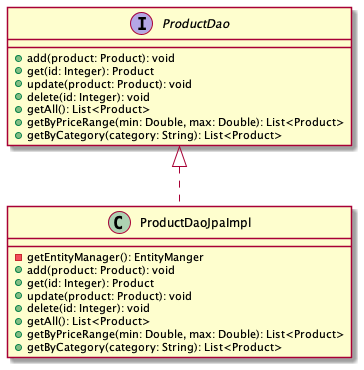 I ProductDao
add(product: Product): void
get(id: Integer): Product
update(product: Product): void
delete(id: Integer): void
getAll(): List<Product>
getByPriceRange(min: Double, max: Double): List<Product>
getByCategory(category: String): List<Product>
C ProductDaoJpaImpl
getEntityManager(): EntityManger
add(product: Product): void
get(id: Integer): Product
update(product: Product): void
delete(id: Integer): void
getAll(): List<Product>
getByPriceRange(min: Double, max: Double): List<Product>
getByCategory(category: String): List<Product>